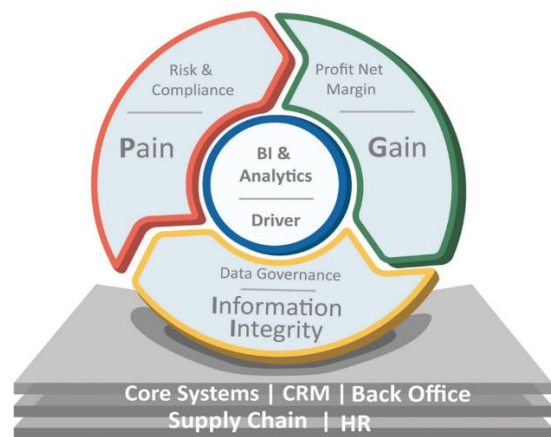 Risk &
Compliance
Pain
Profit Net
Margin
Gain
BI &
Analytics
Driver
Data Governance
Information
Integrity
Core Systems | CRM | Back Office
Supply Chain | HR